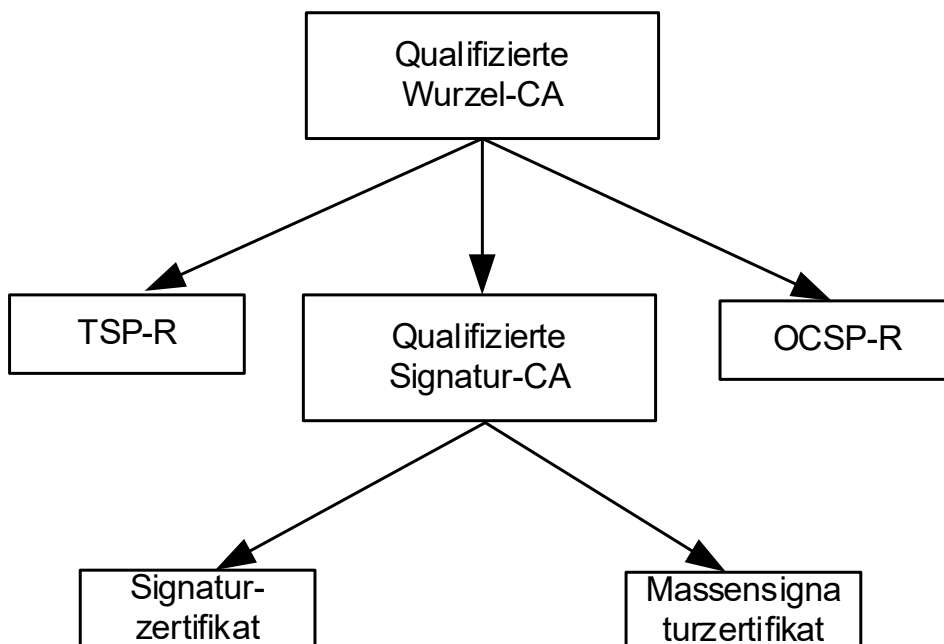 Qualifizierte
Wurzel-CA
TSP-R
Qualifizierte
Signatur-CA
OCSP-R
Signatur-
zertifikat
Massensigna
turzertifikat